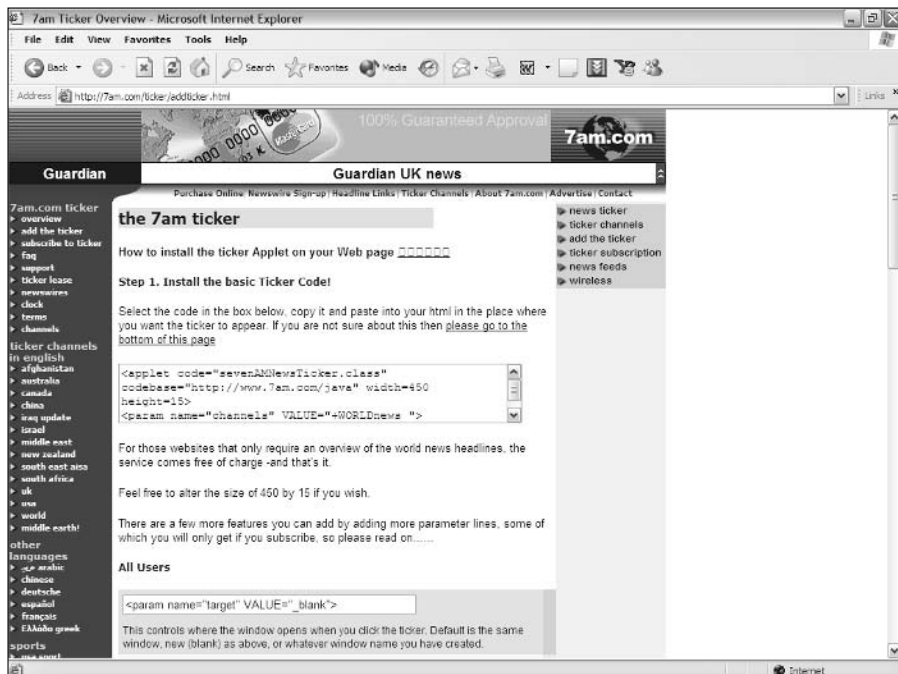 7am Ticker Overview - Microsoft Internet Explorer
File Edit View Favorites Tools Help
Back Search Favorites Media
Address http://7am.com/ticker/addticker.html Links
100% Guaranteed Approval
7am.com
Guardian Guardian UK news
Purchase Online Newswire Sign-up | Headline Links | Ticker Channels | About 7am.com | Advertise | Contact
7am.com ticker
overview
add the ticker
subscribe to ticker
faq
support
ticker lease
newswires
clock
terms
channels
ticker channels
in english
afghanistan
australia
canada
china
iraq update
israel
middle east
new zealand
south east aisa
south africa
uk
usa
world
middle earth!
other
languages
arabic
chinese
deutsche
español
français
Ελλάδα greek
sports
usa sport
the 7am ticker
How to install the ticker Applet on your Web page
Step 1. Install the basic Ticker Code!
Select the code in the box below, copy it and paste into your html in the place where
you want the ticker to appear. If you are not sure about this then please go to the
bottom of this page
<applet code="sevenAMNewsTicker.class"
codebase="http://www.7am.com/java" width=450
height=15>
<param name="channels" VALUE="+WORLDnews ">
For those websites that only require an overview of the world news headlines, the
service comes free of charge -and that's it.
Feel free to alter the size of 450 by 15 if you wish.
There are a few more features you can add by adding more parameter lines, some of
which you will only get if you subscribe, so please read on......
All Users
<param name="target" VALUE="_blank">
This controls where the window opens when you click the ticker. Default is the same
window, new (blank) as above, or whatever window name you have created.
news ticker
ticker channels
add the ticker
ticker subscription
news feeds
wireless
Internet